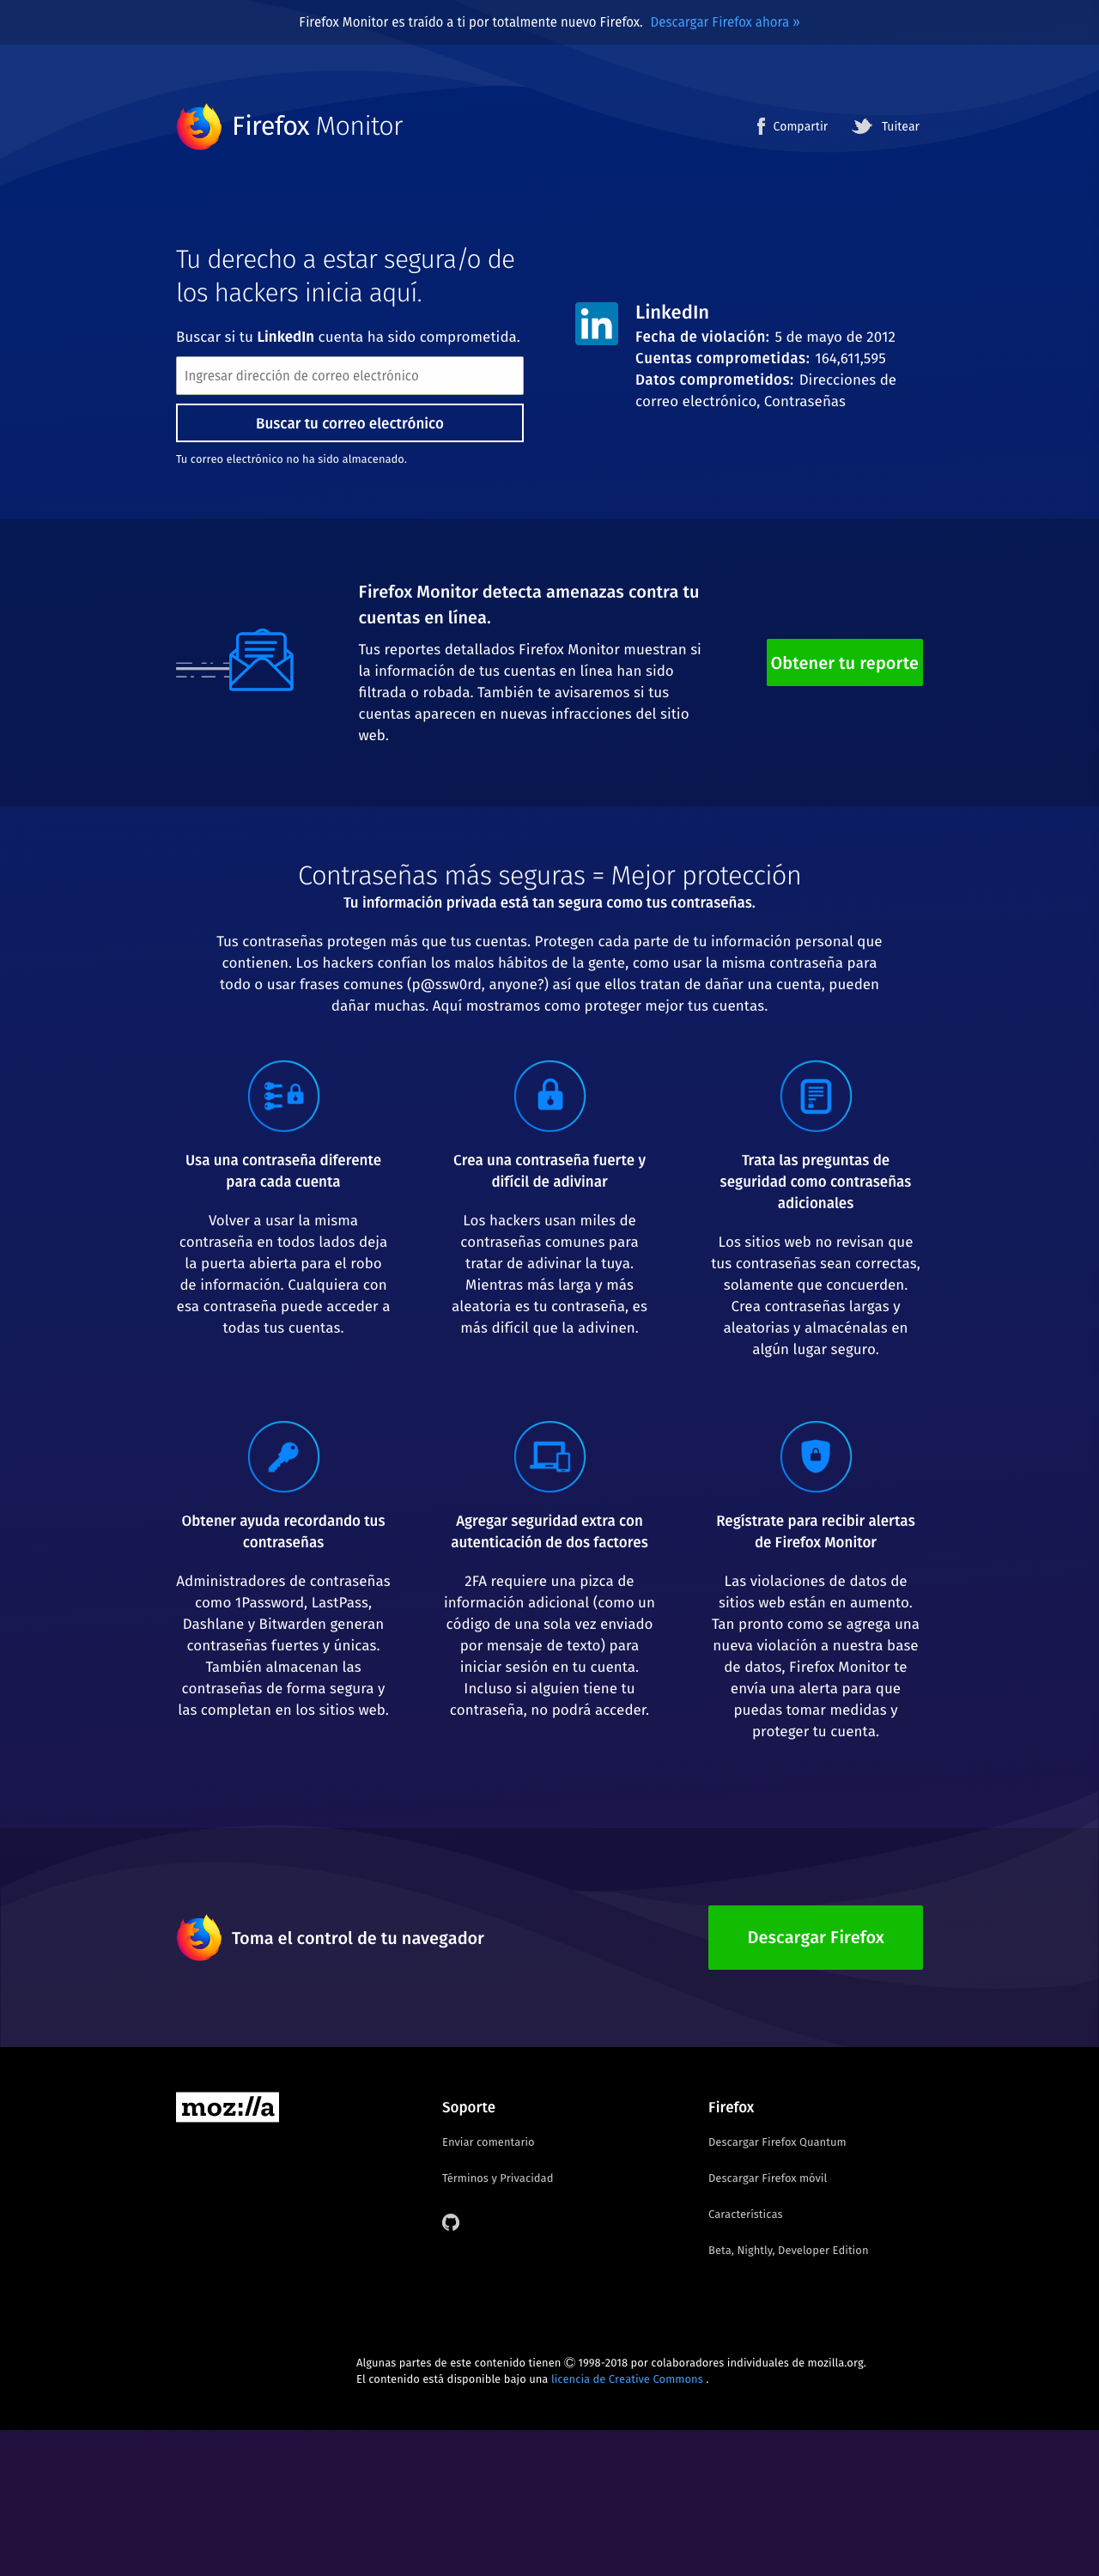 Firefox Monitor es traído a ti por totalmente nuevo Firefox. Descargar Firefox ahora »
Firefox Monitor
Compartir
Tuitear
Tu derecho a estar segura/o de
los hackers inicia aquí.
Buscar si tu LinkedIn cuenta ha sido comprometida.
Ingresar dirección de correo electrónico
Buscar tu correo electrónico
Tu correo electrónico no ha sido almacenado.
in
LinkedIn
Fecha de violación: 5 de mayo de 2012
Cuentas comprometidas: 164,611,595
Datos comprometidos: Direcciones de
correo electrónico, Contraseñas
Firefox Monitor detecta amenazas contra tu
cuentas en línea.
Tus reportes detallados Firefox Monitor muestran si
la información de tus cuentas en línea han sido
filtrada o robada. También te avisaremos si tus
cuentas aparecen en nuevas infracciones del sitio
web.
Obtener tu reporte
Contraseñas más seguras = Mejor protección
Tu información privada está tan segura como tus contraseñas.
Tus contraseñas protegen más que tus cuentas. Protegen cada parte de tu información personal que
contienen. Los hackers confían los malos hábitos de la gente, como usar la misma contraseña para
todo o usar frases comunes (p@ssw0rd, anyone?) así que ellos tratan de dañar una cuenta, pueden
dañar muchas. Aquí mostramos como proteger mejor tus cuentas.
Usa una contraseña diferente
para cada cuenta
Volver a usar la misma
contraseña en todos lados deja
la puerta abierta para el robo
de información. Cualquiera con
esa contraseña puede acceder a
todas tus cuentas.
Crea una contraseña fuerte y
difícil de adivinar
Los hackers usan miles de
contraseñas comunes para
tratar de adivinar la tuya.
Mientras más larga y más
aleatoria es tu contraseña, es
más difícil que la adivinen.
Trata las preguntas de
seguridad como contraseñas
adicionales
Los sitios web no revisan que
tus contraseñas sean correctas,
solamente que concuerden.
Crea contraseñas largas y
aleatorias y almacénalas en
algún lugar seguro.
Obtener ayuda recordando tus
contraseñas
Administradores de contraseñas
como 1Password, LastPass,
Dashlane y Bitwarden generan
contraseñas fuertes y únicas.
También almacenan las
contraseñas de forma segura y
las completan en los sitios web.
Agregar seguridad extra con
autenticación de dos factores
2FA requiere una pizca de
información adicional (como un
código de una sola vez enviado
por mensaje de texto) para
iniciar sesión en tu cuenta.
Incluso si alguien tiene tu
contraseña, no podrá acceder.
Regístrate para recibir alertas
de Firefox Monitor
Las violaciones de datos de
sitios web están en aumento.
Tan pronto como se agrega una
nueva violación a nuestra base
de datos, Firefox Monitor te
envía una alerta para que
puedas tomar medidas y
proteger tu cuenta.
Toma el control de tu navegador
Descargar Firefox
moz://a
Soporte
Enviar comentario
Términos y Privacidad
Firefox
Descargar Firefox Quantum
Descargar Firefox móvil
Características
Beta, Nightly, Developer Edition
Algunas partes de este contenido tienen © 1998-2018 por colaboradores individuales de mozilla.org.
El contenido está disponible bajo una licencia de Creative Commons .